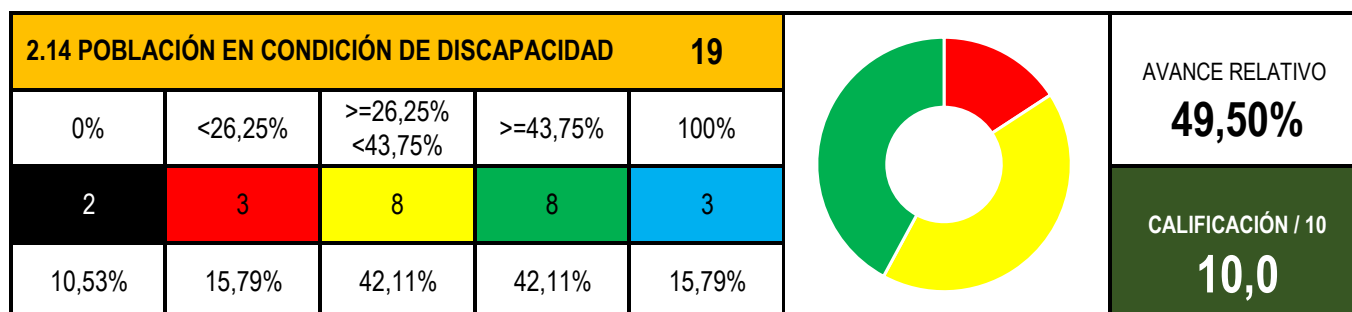 2.14 POBLACIÓN EN CONDICIÓN DE DISCAPACIDAD 19
0% <26,25% >=26,25% <43,75% >=43,75% 100%
2 3 8 8 3
10,53% 15,79% 42,11% 42,11% 15,79%
AVANCE RELATIVO
49,50%
CALIFICACIÓN / 10
10,0